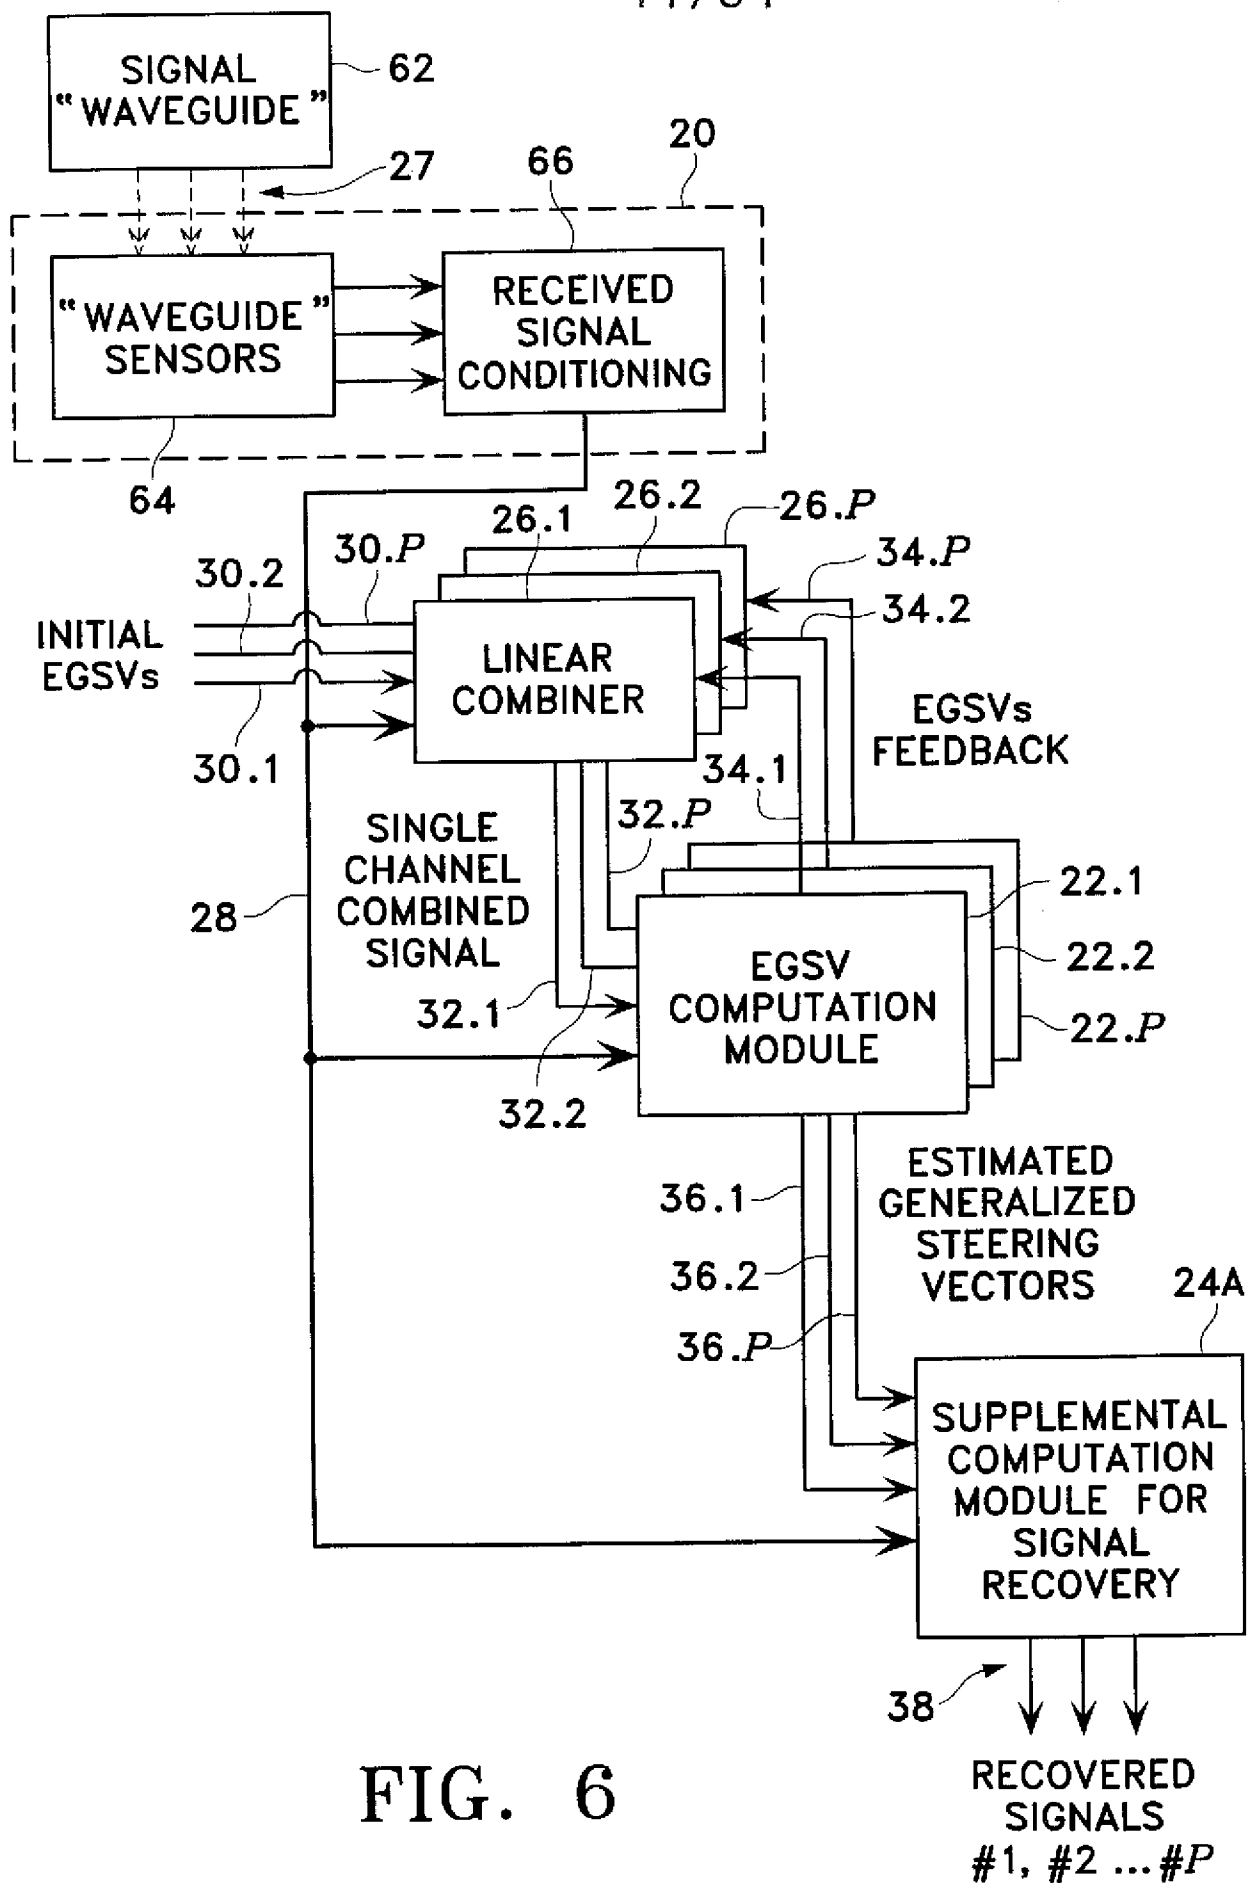 SIGNAL
“WAVEGUIDE”
62
27
20
66
“WAVEGUIDE”
SENSORS
RECEIVED
SIGNAL
CONDITIONING
64
26.1
26.2
26.P
30.P
30.2
34.P
34.2
INITIAL
EGSVs
LINEAR
COMBINER
30.1
EGSVs
FEEDBACK
34.1
32.P
SINGLE
CHANNEL
COMBINED
SIGNAL
28
22.1
22.2
22.P
EGSV
COMPUTATION
MODULE
32.1
32.2
36.1
36.2
36.P
ESTIMATED
GENERALIZED
STEERING
VECTORS
24A
SUPPLEMENTAL
COMPUTATION
MODULE FOR
SIGNAL
RECOVERY
38
RECOVERED
SIGNALS
#1, #2 ... #P
FIG. 6